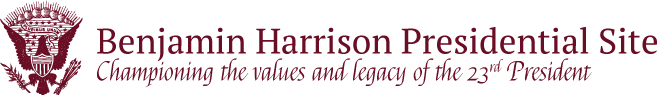 Benjamin Harrison Presidential Site
Championing the values and legacy of the 23rd President